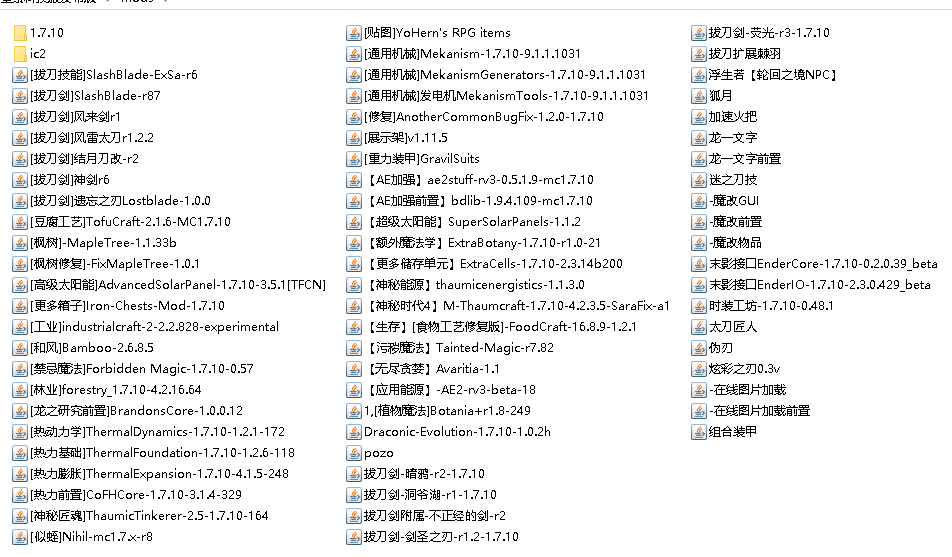 1.7.10
ic2
[拔刀技能]SlashBlade-ExSa-r6
[拔刀剑]SlashBlade-r87
[拔刀剑]风来剑r1
[拔刀剑]风雷太刀r1.2.2
[拔刀剑]结月刀改-r2
[拔刀剑]神剑r6
[拔刀剑]遗忘之刃Lostblade-1.0.0
[豆腐工艺]TofuCraft-2.1.6-MC1.7.10
[枫树]-MapleTree-1.1.33b
[枫树修复]-FixMapleTree-1.0.1
[高级太阳能]AdvancedSolarPanel-1.7.10-3.5.1[TFCN]
[更多箱子]Iron-Chests-Mod-1.7.10
[工业]industrialcraft-2-2.2.828-experimental
[和风]Bamboo-2.6.8.5
[禁忌魔法]Forbidden Magic-1.7.10-0.57
[林业]forestry_1.7.10-4.2.16.64
[龙之研究前置]BrandonsCore-1.0.0.12
[热动力学]ThermalDynamics-1.7.10-1.2.1-172
[热力基础]ThermalFoundation-1.7.10-1.2.6-118
[热力膨胀]ThermalExpansion-1.7.10-4.1.5-248
[热力前置]CoFHCore-1.7.10-3.1.4-329
[神秘匠魂]ThaumicTinkerer-2.5-1.7.10-164
[似蛭]Nihil-mc1.7.x-r8
[贴图]YoHern's RPG items
[通用机械]Mekanism-1.7.10-9.1.1.1031
[通用机械]MekanismGenerators-1.7.10-9.1.1.1031
[通用机械]发电机MekanismTools-1.7.10-9.1.1.1031
[修复]AnotherCommonBugFix-1.2.0-1.7.10
[展示架]v1.11.5
[重力装甲]GravilSuits
【AE加强】ae2stuff-rv3-0.5.1.9-mc1.7.10
【AE加强前置】bdlib-1.9.4.109-mc1.7.10
【超级太阳能】SuperSolarPanels-1.1.2
【额外魔法学】ExtraBotany-1.7.10-r1.0-21
【更多储存单元】ExtraCells-1.7.10-2.3.14b200
【神秘能源】thaumicenergistics-1.1.3.0
【神秘时代4】M-Thaumcraft-1.7.10-4.2.3.5-SaraFix-a1
【生存】[食物工艺修复版]-FoodCraft-16.8.9-1.2.1
【污秽魔法】Tainted-Magic-r7.82
【无尽贪婪】Avaritia-1.1
【应用能源】-AE2-rv3-beta-18
1,[植物魔法]Botania+r1.8-249
Draconic-Evolution-1.7.10-1.0.2h
pozo
拔刀剑-暗鸦-r2-1.7.10
拔刀剑-洞爷湖-r1-1.7.10
拔刀剑附属-不正经的剑-r2
拔刀剑-剑圣之刃-r1.2-1.7.10
拔刀剑-荧光-r3-1.7.10
拔刀扩展棘羽
浮生若【轮回之境NPC】
狐月
加速火把
龙一文字
龙一文字前置
迷之刀技
-魔改GUI
-魔改前置
-魔改物品
末影接口EnderCore-1.7.10-0.2.0.39_beta
末影接口EnderIO-1.7.10-2.3.0.429_beta
时装工坊-1.7.10-0.48.1
太刀匠人
伪刃
炫彩之刃0.3v
-在线图片加载
-在线图片加载前置
组合装甲